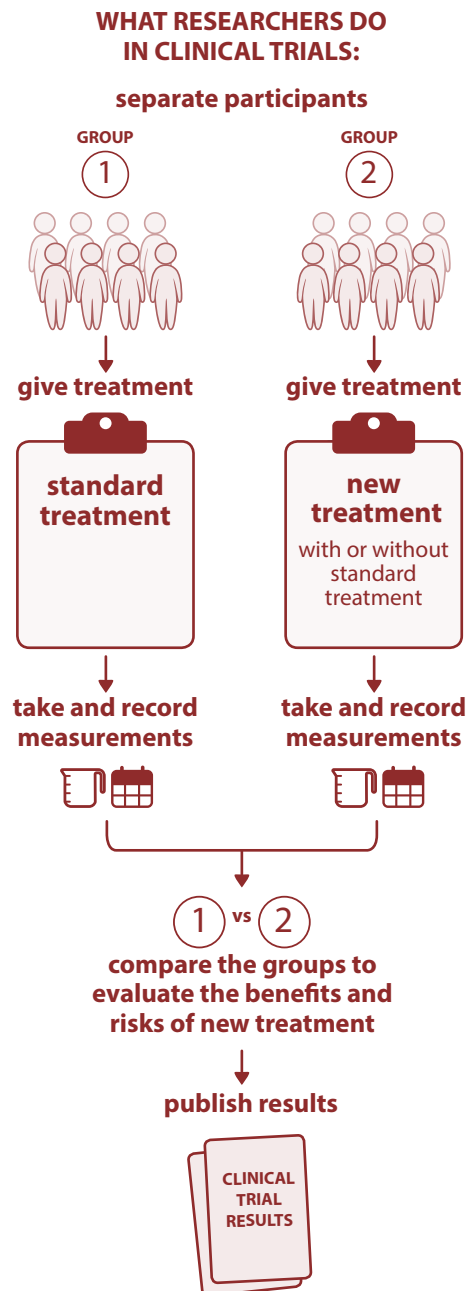 WHAT RESEARCHERS DO
IN CLINICAL TRIALS:
separate participants
GROUP
1
GROUP
2
give treatment
give treatment
standard
treatment
new
treatment
with or without
standard
treatment
take and record
measurements
take and record
measurements
1 vs 2
compare the groups to
evaluate the benefits and
risks of new treatment
publish results
CLINICAL
TRIAL
RESULTS